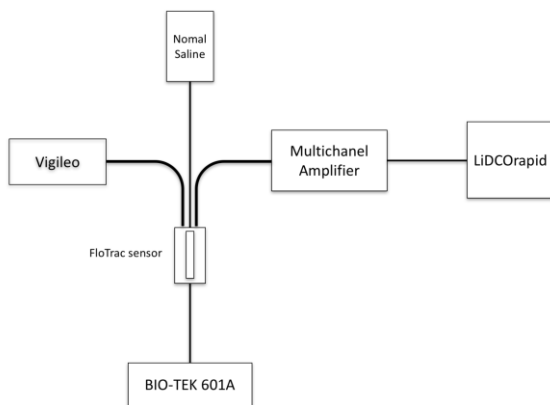 Nomal
Saline
Vigileo
Multichanel
Amplifier
LiDCOrapid
FloTrac sensor
BIO-TEK 601A